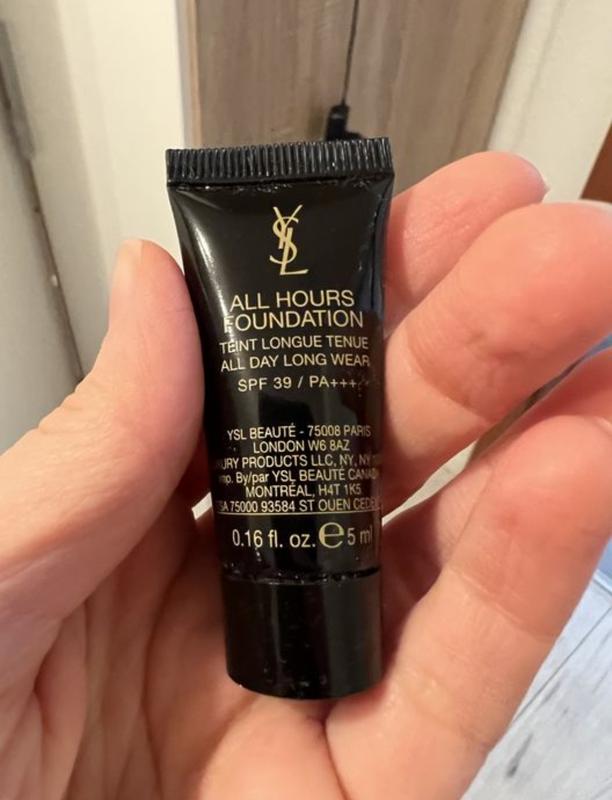 YSL
ALL HOURS
FOUNDATION
TEINT LONGUE TENUE
ALL DAY LONG WEAR
SPF 39 / PA+++
YSL BEAUTÉ - 75008 PARIS
LONDON W6 8AZ
PRODUCTS LLC, NY, NY
By/par YSL BEAUTÉ
MONTRÉAL, H4T 1K5
75000 93584 ST OUEN
0.16 fl. oz. e 5 ml